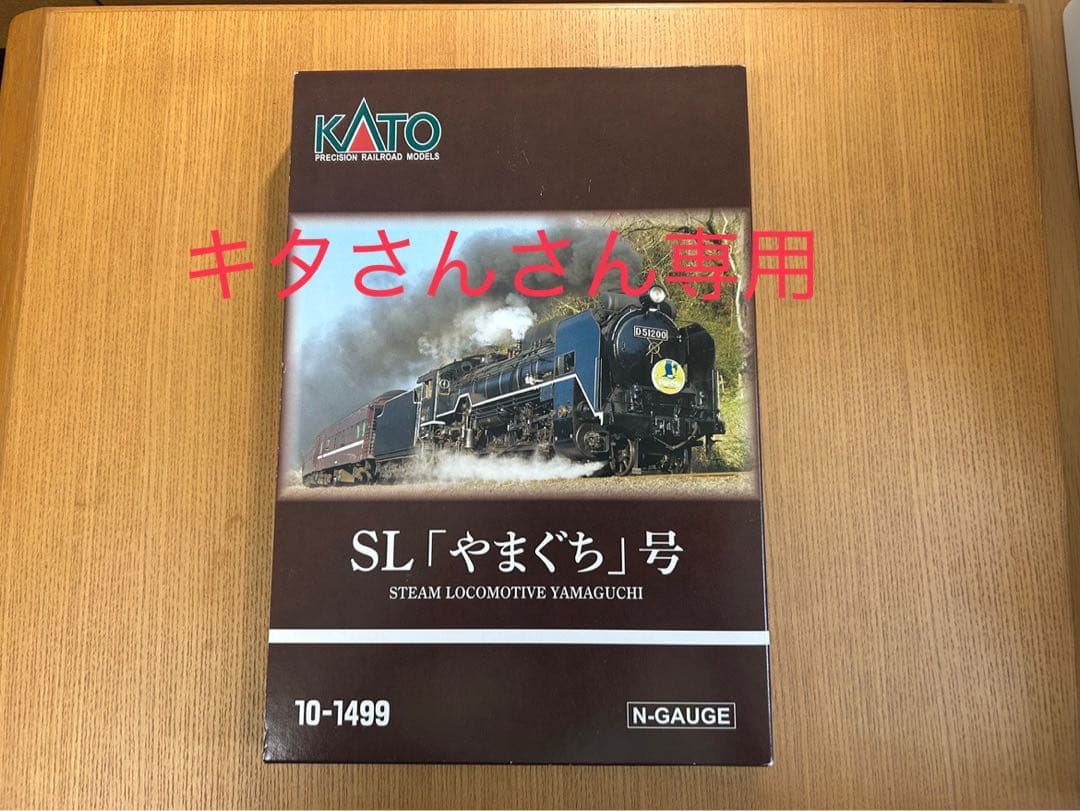 KATO
PRECISION RAILROAD MODELS
キタさんさん専用
D51200
SL「やまぐち」号
STEAM LOCOMOTIVE YAMAGUCHI
10-1499
N-GAUGE